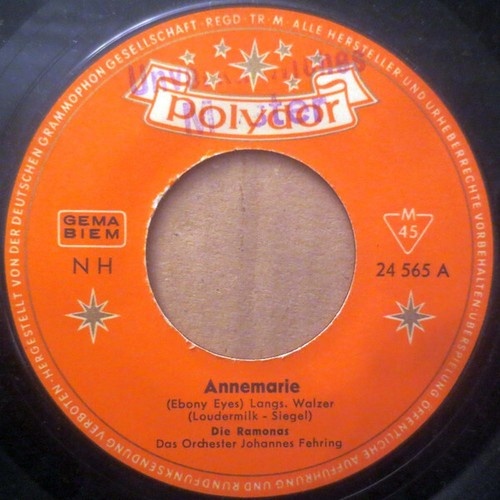 HERGESTELLT VON DER DEUTSCHEN GRAMMOPHON GESELLSCHAFT · REGD · TR · M · ALLE HERSTELLER UND URHEBERRECHTE VORBEHALTEN · ÜBERSPIELUNG ÖFFENTLICHE AUFFÜHRUNG UND RUNDFUNKSENDUNG VERBOTEN ·
Polydor
GEMA
BIEM
NH
M
45
24 565 A
Annemarie
(Ebony Eyes) Langs. Walzer
(Loudermilk - Siegel)
Die Ramonas
Das Orchester Johannes Fehring